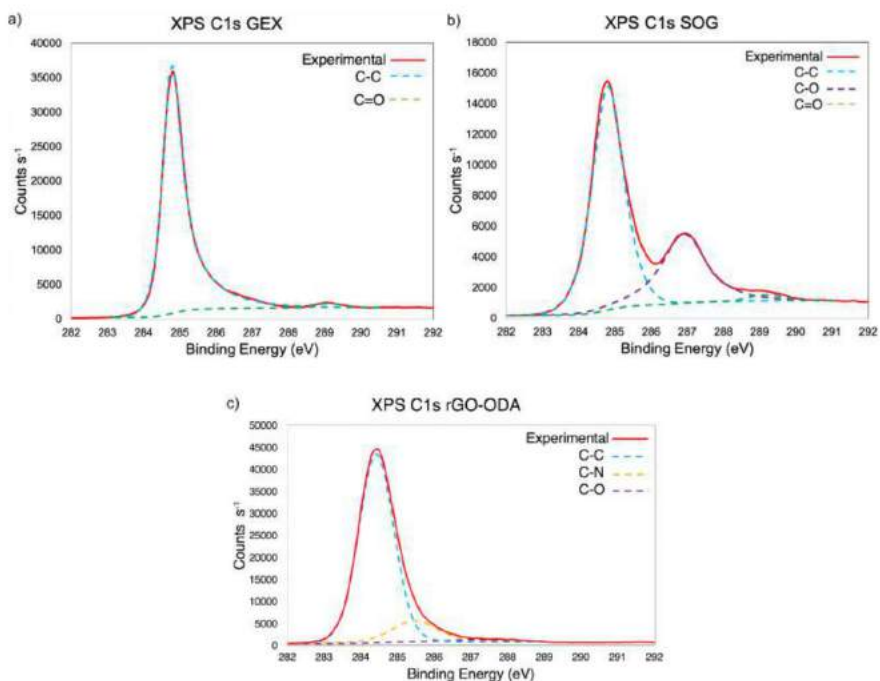 a)
XPS C1s GEX
Counts s⁻¹
40000
35000
30000
25000
20000
15000
10000
5000
0
Experimental
C-C
C=O
282 283 284 285 286 287 288 289 290 291 292
Binding Energy (eV)
b)
XPS C1s SOG
Counts s⁻¹
18000
16000
14000
12000
10000
8000
6000
4000
2000
0
Experimental
C-C
C-O
C=O
282 283 284 285 286 287 288 289 290 291 292
Binding Energy (eV)
c)
XPS C1s rGO-ODA
Counts s⁻¹
50000
45000
40000
35000
30000
25000
20000
15000
10000
5000
0
Experimental
C-C
C-N
C-O
282 283 284 285 286 287 288 289 290 291 292
Binding Energy (eV)